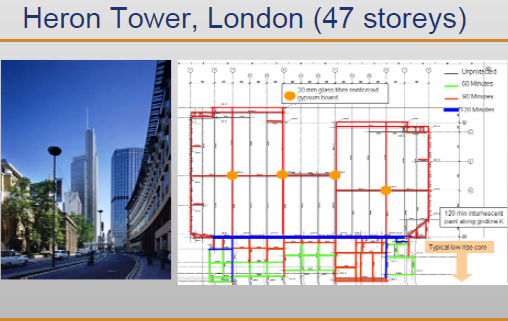 Heron Tower, London (47 storeys)
20 mm glass fibre reinforced
gypsum board
Unprotected
60 Minutes
90 Minutes
120 Minutes
120 min intumescent
paint along gridline K
Typical low rise core